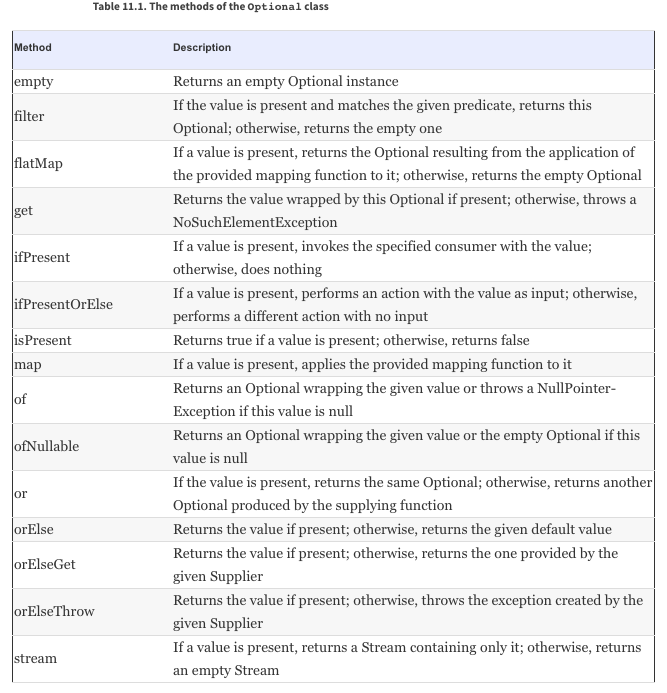 Table 11.1. The methods of the Optional class
Method Description
empty Returns an empty Optional instance
filter If the value is present and matches the given predicate, returns this
Optional; otherwise, returns the empty one
flatMap If a value is present, returns the Optional resulting from the application of
the provided mapping function to it; otherwise, returns the empty Optional
get Returns the value wrapped by this Optional if present; otherwise, throws a
NoSuchElementException
ifPresent If a value is present, invokes the specified consumer with the value;
otherwise, does nothing
ifPresentOrElse If a value is present, performs an action with the value as input; otherwise,
performs a different action with no input
isPresent Returns true if a value is present; otherwise, returns false
map If a value is present, applies the provided mapping function to it
of Returns an Optional wrapping the given value or throws a NullPointer-
Exception if this value is null
ofNullable Returns an Optional wrapping the given value or the empty Optional if this
value is null
or If the value is present, returns the same Optional; otherwise, returns another
Optional produced by the supplying function
orElse Returns the value if present; otherwise, returns the given default value
orElseGet Returns the value if present; otherwise, returns the one provided by the
given Supplier
orElseThrow Returns the value if present; otherwise, throws the exception created by the
given Supplier
stream If a value is present, returns a Stream containing only it; otherwise, returns
an empty Stream